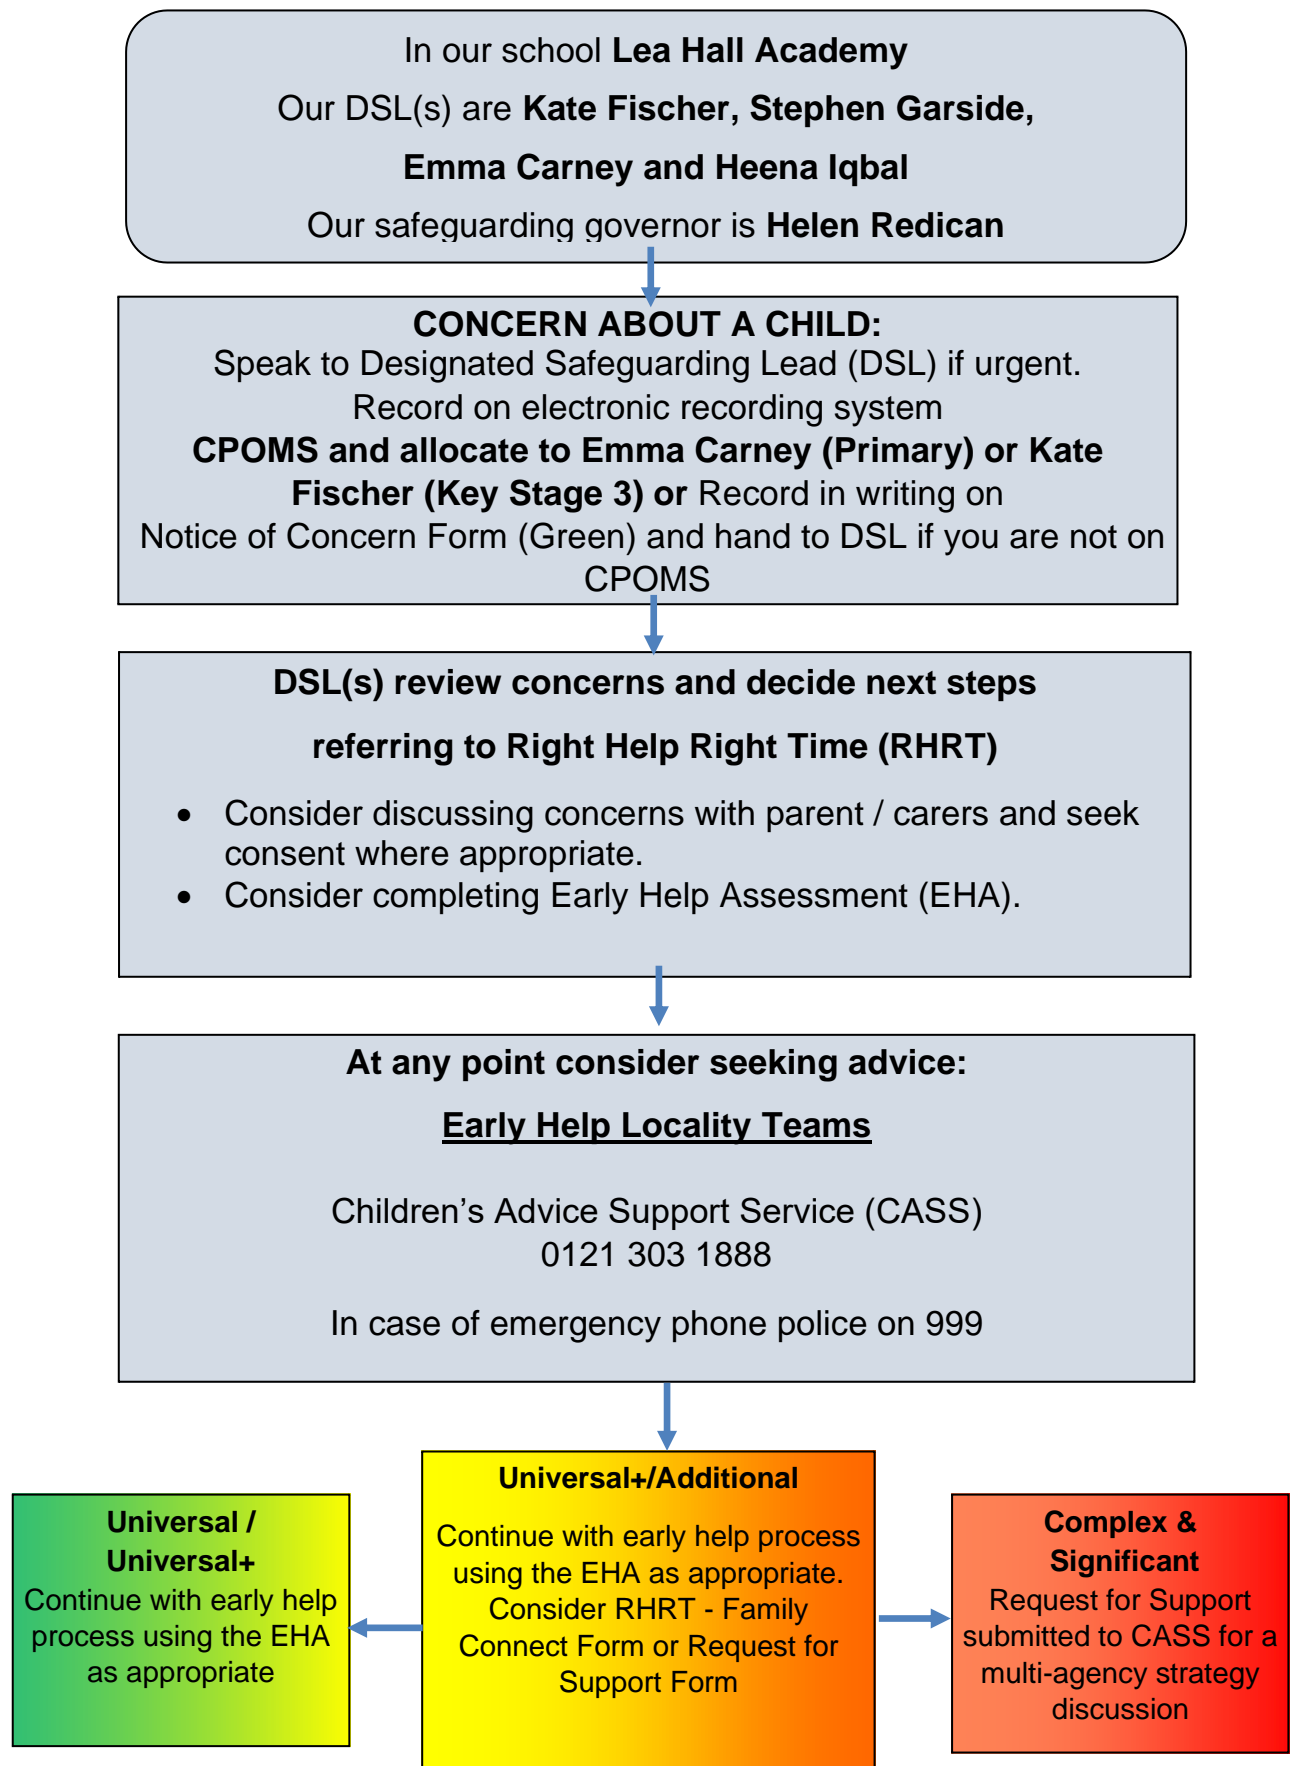 In our school Lea Hall Academy
Our DSL(s) are Kate Fischer, Stephen Garside,
Emma Carney and Heena Iqbal
Our safeguarding governor is Helen Redican
CONCERN ABOUT A CHILD:
Speak to Designated Safeguarding Lead (DSL) if urgent.
Record on electronic recording system
CPOMS and allocate to Emma Carney (Primary) or Kate
Fischer (Key Stage 3) or Record in writing on
Notice of Concern Form (Green) and hand to DSL if you are not on
CPOMS
DSL(s) review concerns and decide next steps
referring to Right Help Right Time (RHRT)
• Consider discussing concerns with parent / carers and seek
consent where appropriate.
• Consider completing Early Help Assessment (EHA).
At any point consider seeking advice:
Early Help Locality Teams
Children’s Advice Support Service (CASS)
0121 303 1888
In case of emergency phone police on 999
Universal /
Universal+
Continue with early help
process using the EHA
as appropriate
Universal+/Additional
Continue with early help process
using the EHA as appropriate.
Consider RHRT - Family
Connect Form or Request for
Support Form
Complex &
Significant
Request for Support
submitted to CASS for a
multi-agency strategy
discussion